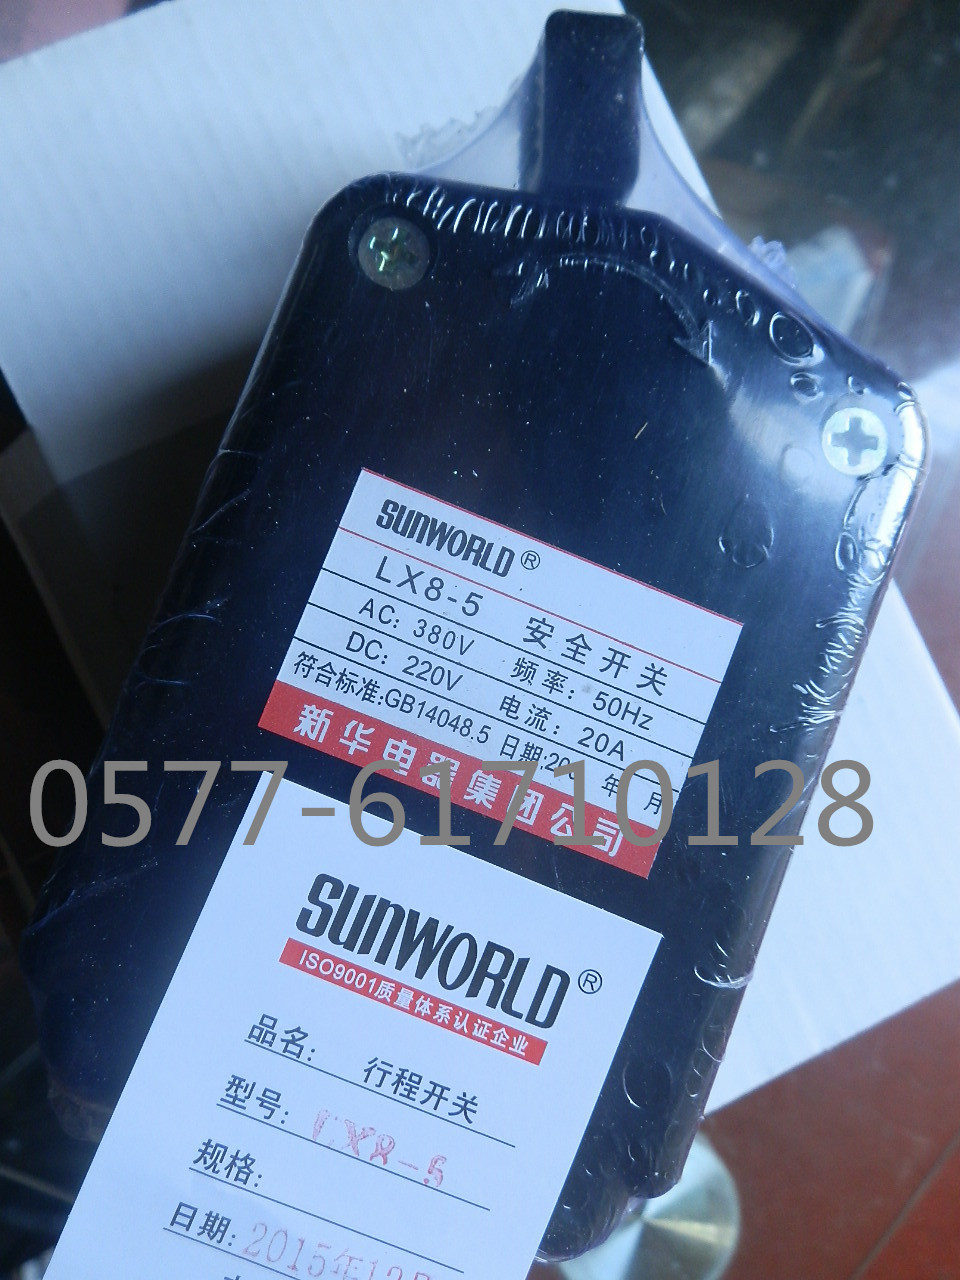 SUNWORLD®
LX8-5 安全开关
AC: 380V 频率: 50Hz
DC: 220V 电流: 20A
符合标准:GB14048.5 日期:20 年 月
新华电器集团公司
0577-61710128
SUNWORLD®
ISO9001质量体系认证企业
品名: 行程开关
型号: LX8-5
规格:
日期: 2015年12